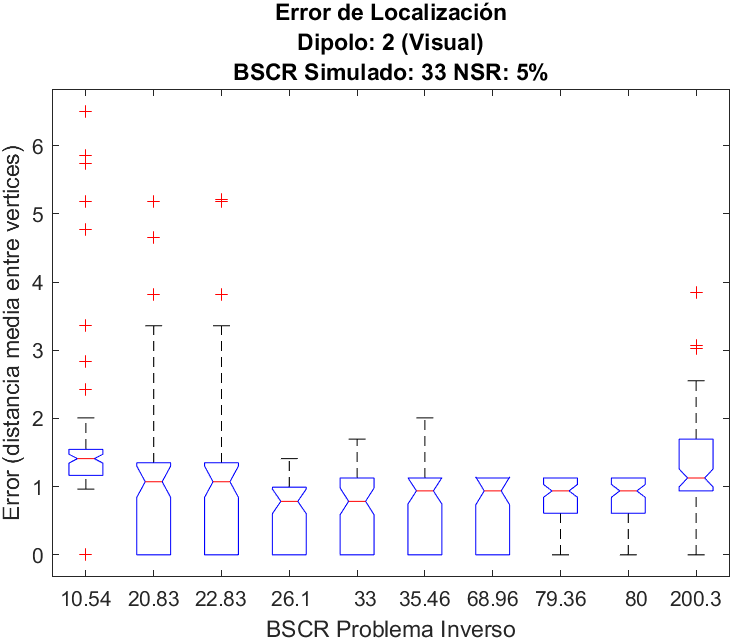 Error de Localización
Dipolo: 2 (Visual)
BSCR Simulado: 33 NSR: 5%
Error (distancia media entre vertices)
6
5
4
3
2
1
0
10.54 20.83 22.83 26.1 33 35.46 68.96 79.36 80 200.3
BSCR Problema Inverso